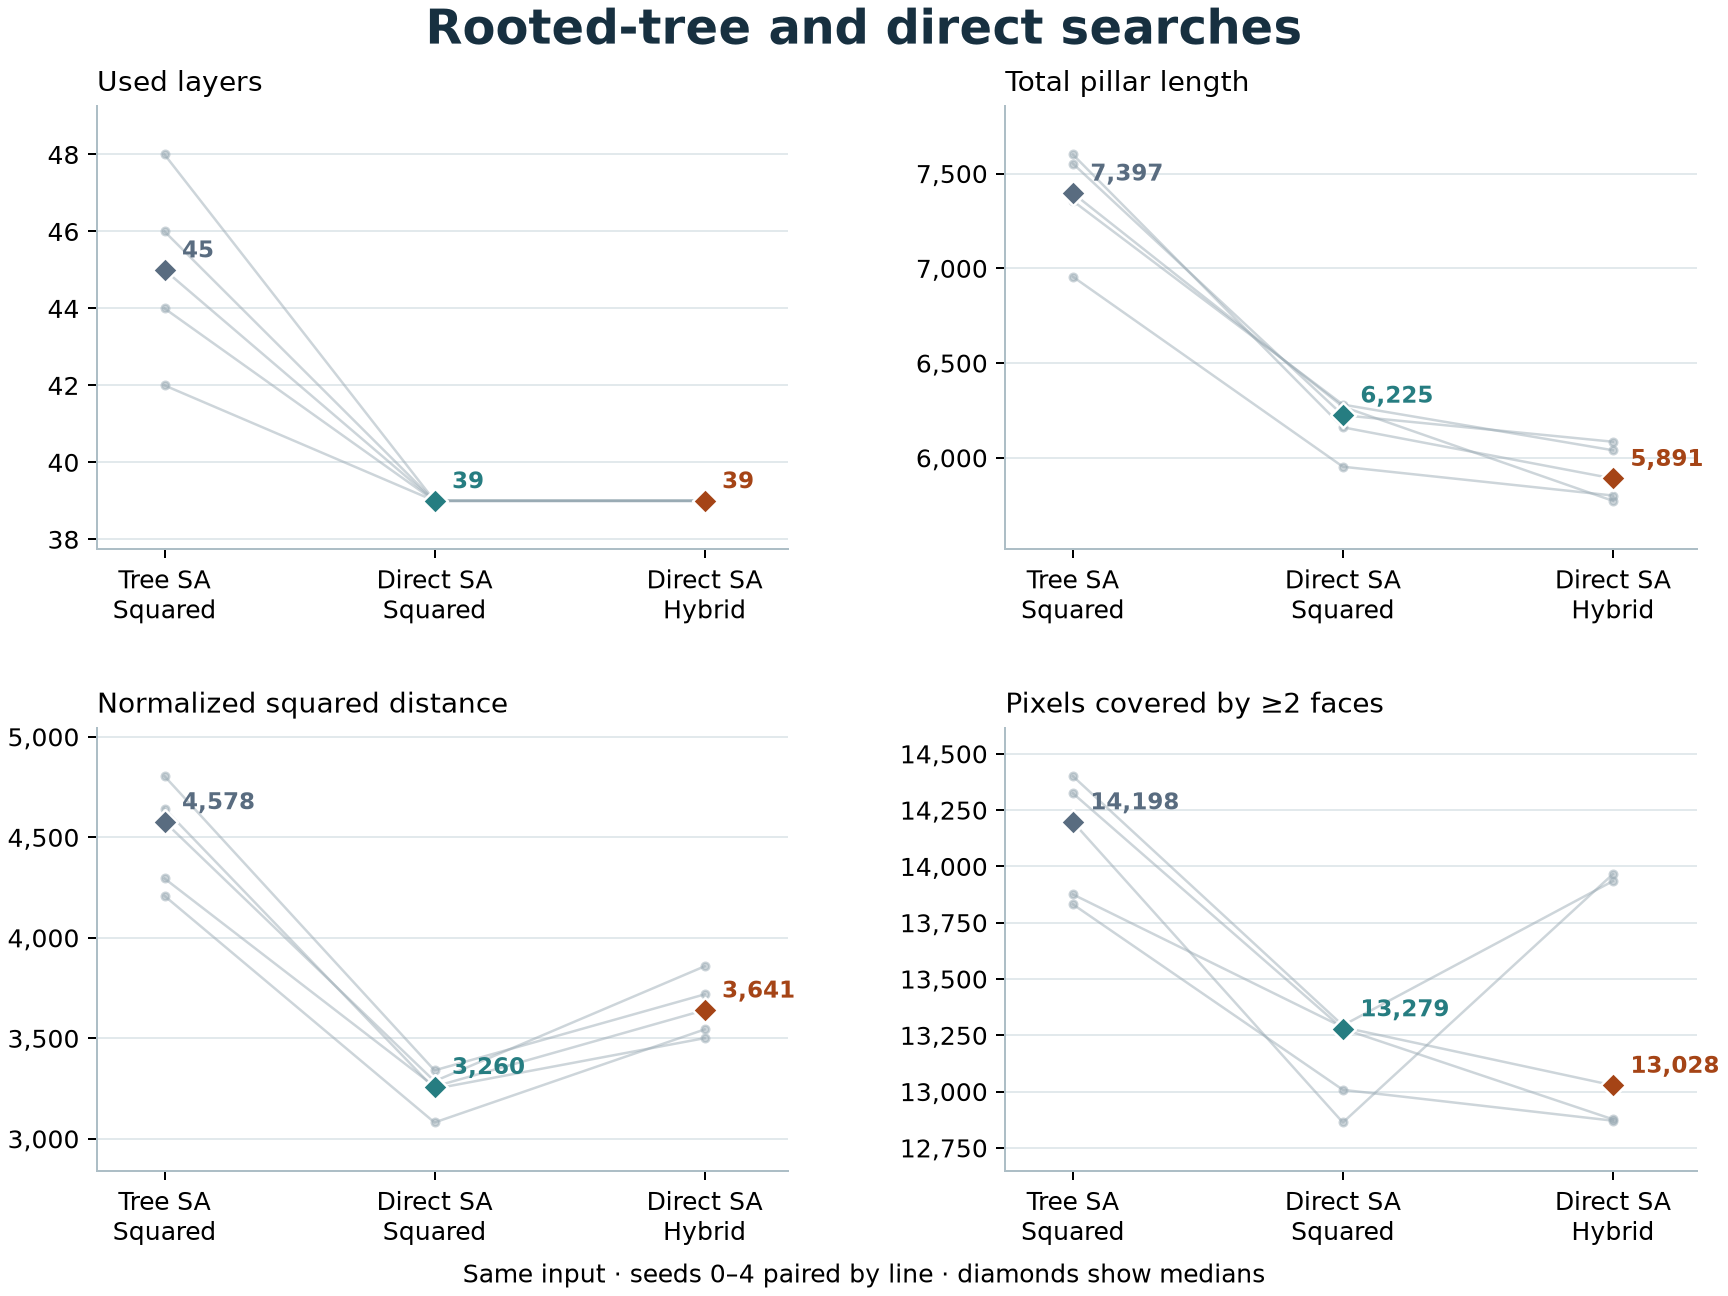 Rooted-tree and direct searches
Used layers
48
46
44
42
40
38
45
39
39
Tree SA
Squared
Direct SA
Squared
Direct SA
Hybrid
Total pillar length
7,500
7,000
6,500
6,000
7,397
6,225
5,891
Tree SA
Squared
Direct SA
Squared
Direct SA
Hybrid
Normalized squared distance
5,000
4,500
4,000
3,500
3,000
4,578
3,260
3,641
Tree SA
Squared
Direct SA
Squared
Direct SA
Hybrid
Pixels covered by ≥2 faces
14,500
14,250
14,000
13,750
13,500
13,250
13,000
12,750
14,198
13,279
13,028
Tree SA
Squared
Direct SA
Squared
Direct SA
Hybrid
Same input · seeds 0–4 paired by line · diamonds show medians